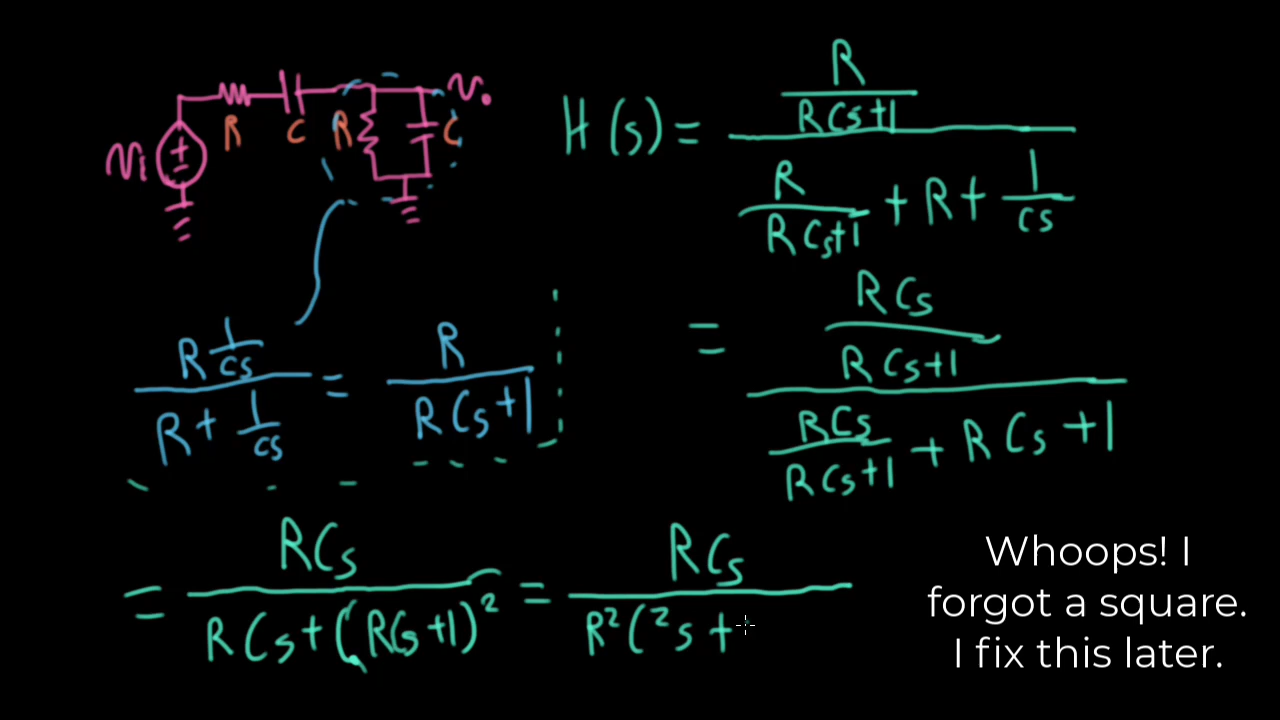 R C R C
Vi Vo
H(s) = (R/(RCs+1)) / (R/(RCs+1) + R + 1/Cs)
(R 1/Cs) / (R + 1/Cs) = R / (RCs+1)
= (RCs/(RCs+1)) / (RCs/(RCs+1) + RCs + 1)
= RCs / (RCs + (RCs+1)²) = RCs / (R²C²s +
Whoops! I
forgot a square.
I fix this later.